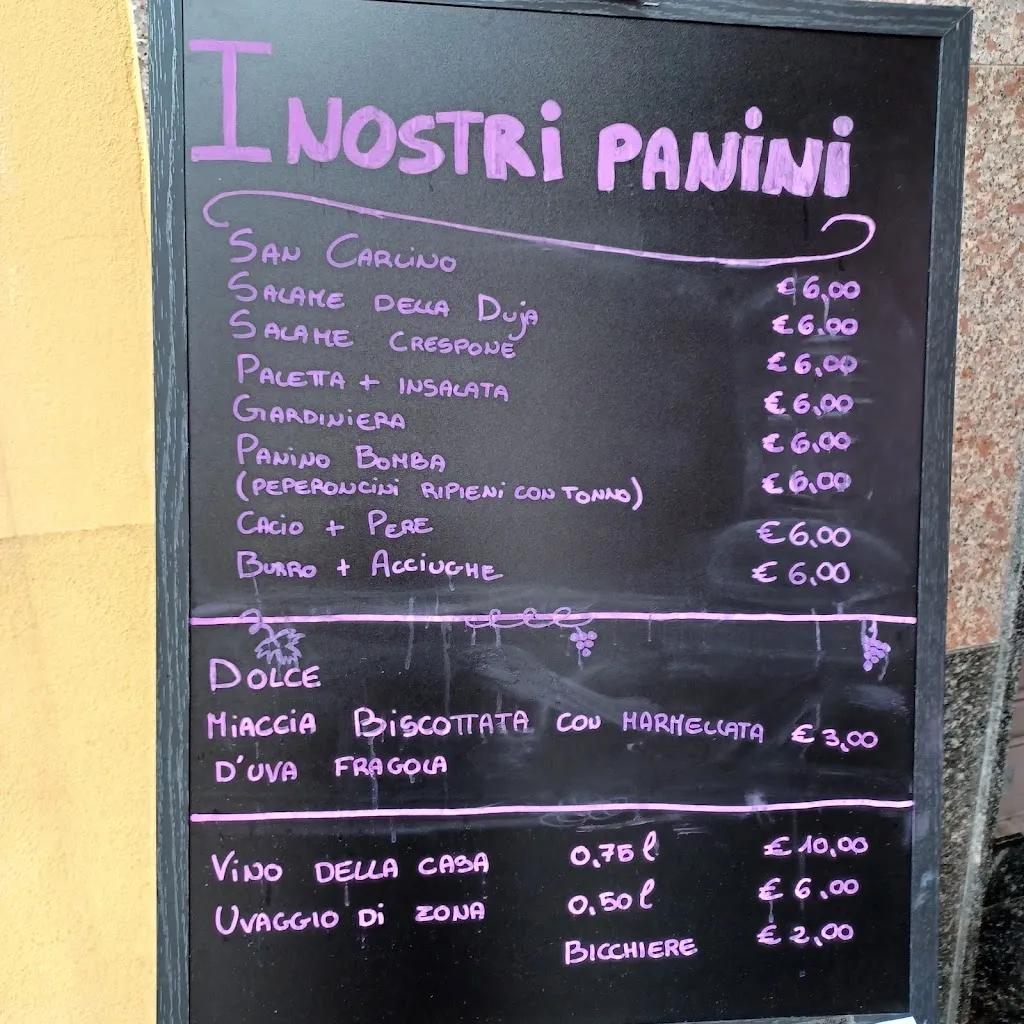 I NOSTRI PANINI
SAN CARLINO € 6,00
SALAME DELLA DUJA € 6,00
SALAME CRESPONE € 6,00
PALETTA + INSALATA € 6,00
GIARDINIERA € 6,00
PANINO BOMBA € 6,00
(PEPERONCINI RIPIENI CON TONNO)
CACIO + PERE € 6,00
BURRO + ACCIUGHE € 6,00
DOLCE
MIACCIA BISCOTTATA CON MARMELLATA € 3,00
D'UVA FRAGOLA
VINO DELLA CASA 0,75 l € 10,00
UVAGGIO DI ZONA 0,50 l € 6,00
BICCHIERE € 2,00